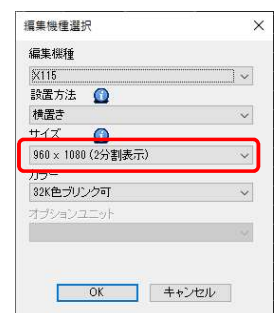 編集機種選択
編集機種
X115
設置方法
横置き
サイズ
960 x 1080 (2分割表示)
カラー
32K色ブリンク可
オプションユニット
OK キャンセル